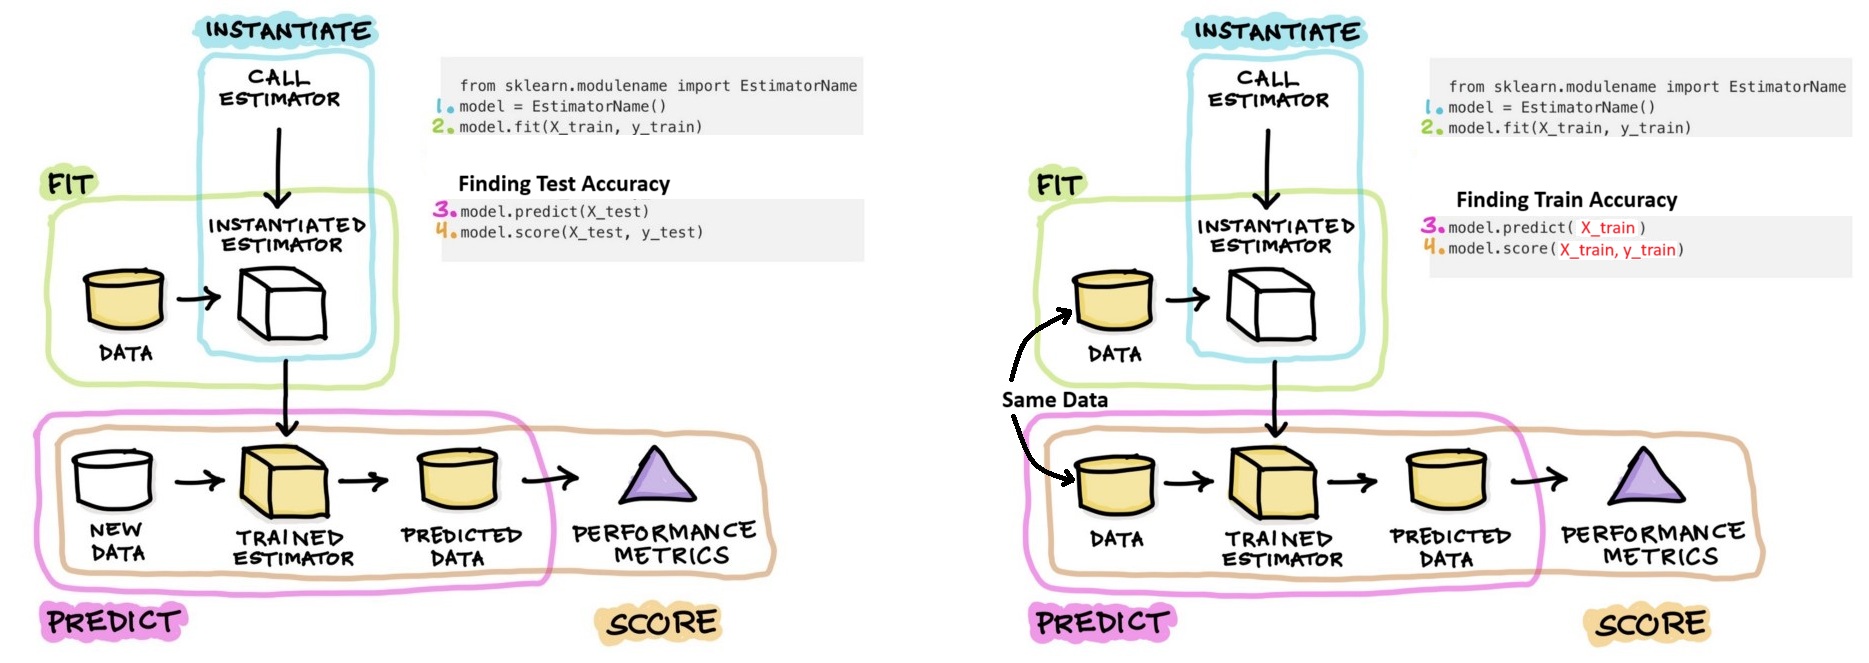 INSTANTIATE
CALL
ESTIMATOR
from sklearn.modulename import EstimatorName
1. model = EstimatorName()
2. model.fit(X_train, y_train)
FIT
Finding Test Accuracy
3. model.predict(X_test)
4. model.score(X_test, y_test)
INSTANTIATED
ESTIMATOR
DATA
NEW
DATA
TRAINED
ESTIMATOR
PREDICTED
DATA
PERFORMANCE
METRICS
PREDICT
SCORE
INSTANTIATE
CALL
ESTIMATOR
from sklearn.modulename import EstimatorName
1. model = EstimatorName()
2. model.fit(X_train, y_train)
FIT
Finding Train Accuracy
3. model.predict( X_train )
4. model.score( X_train, y_train )
INSTANTIATED
ESTIMATOR
DATA
Same Data
DATA
TRAINED
ESTIMATOR
PREDICTED
DATA
PERFORMANCE
METRICS
PREDICT
SCORE